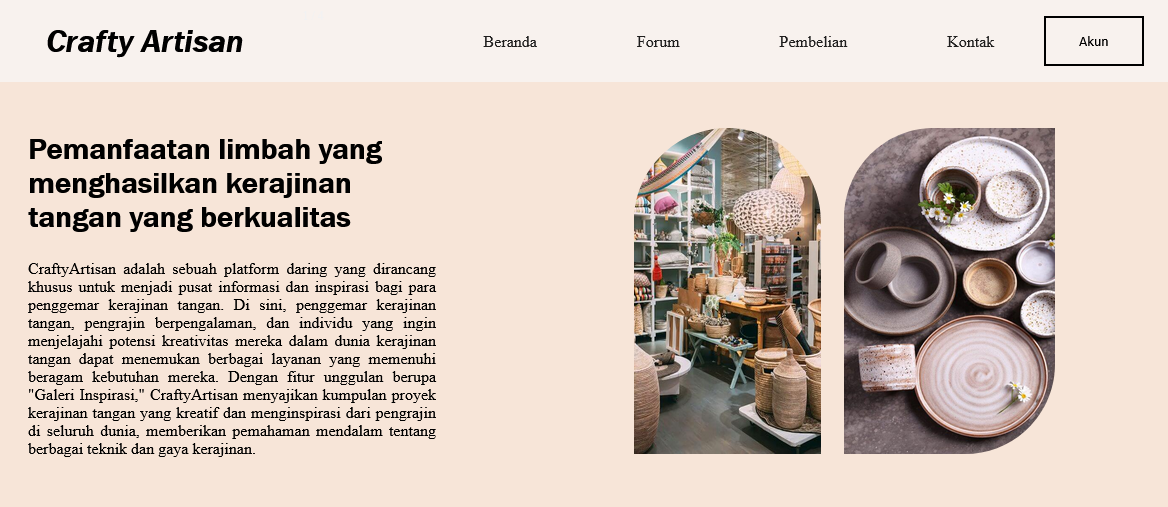 Crafty Artisan
Beranda
Forum
Pembelian
Kontak
Akun
Pemanfaatan limbah yang
menghasilkan kerajinan
tangan yang berkualitas
CraftyArtisan adalah sebuah platform daring yang dirancang
khusus untuk menjadi pusat informasi dan inspirasi bagi para
penggemar kerajinan tangan. Di sini, penggemar kerajinan
tangan, pengrajin berpengalaman, dan individu yang ingin
menjelajahi potensi kreativitas mereka dalam dunia kerajinan
tangan dapat menemukan berbagai layanan yang memenuhi
beragam kebutuhan mereka. Dengan fitur unggulan berupa
"Galeri Inspirasi," CraftyArtisan menyajikan kumpulan proyek
kerajinan tangan yang kreatif dan menginspirasi dari pengrajin
di seluruh dunia, memberikan pemahaman mendalam tentang
berbagai teknik dan gaya kerajinan.